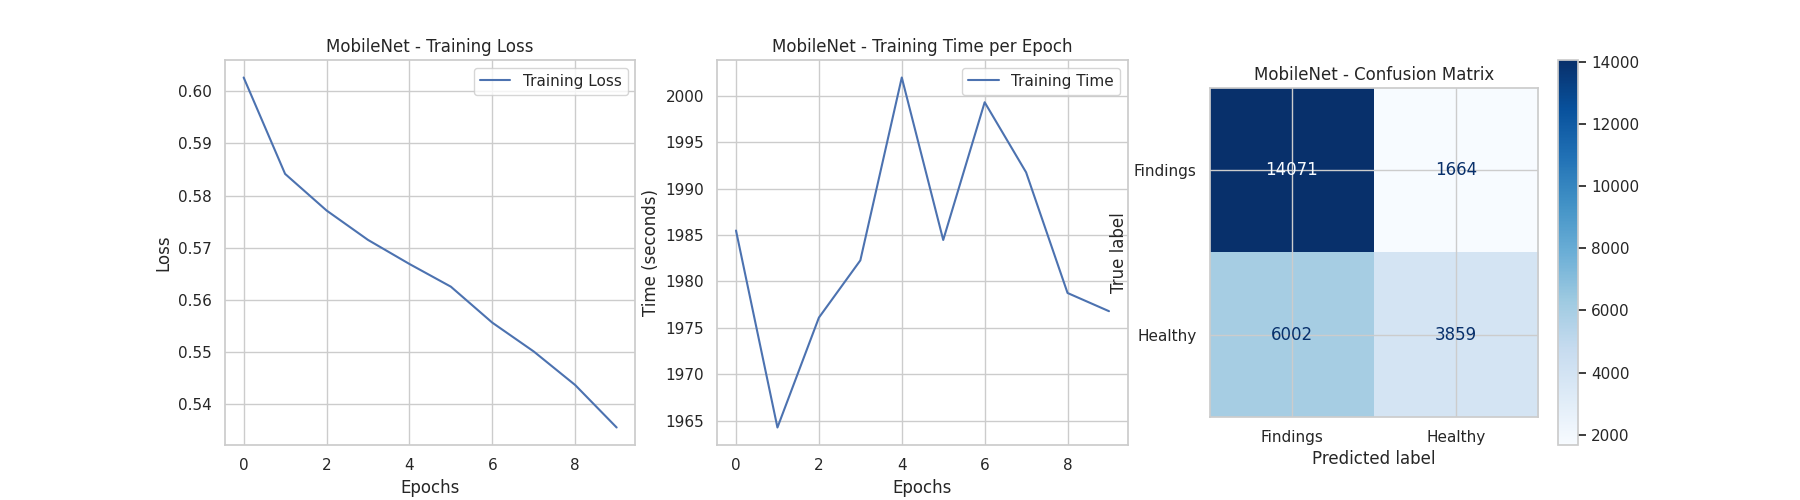 MobileNet - Training Loss
Training Loss
0.60
0.59
0.58
0.57
0.56
0.55
0.54
Loss
0 2 4 6 8
Epochs
MobileNet - Training Time per Epoch
Training Time
2000
1995
1990
1985
1980
1975
1970
1965
Time (seconds)
0 2 4 6 8
Epochs
MobileNet - Confusion Matrix
True label
Findings 14071 1664
Healthy 6002 3859
Findings Healthy
Predicted label
14000
12000
10000
8000
6000
4000
2000